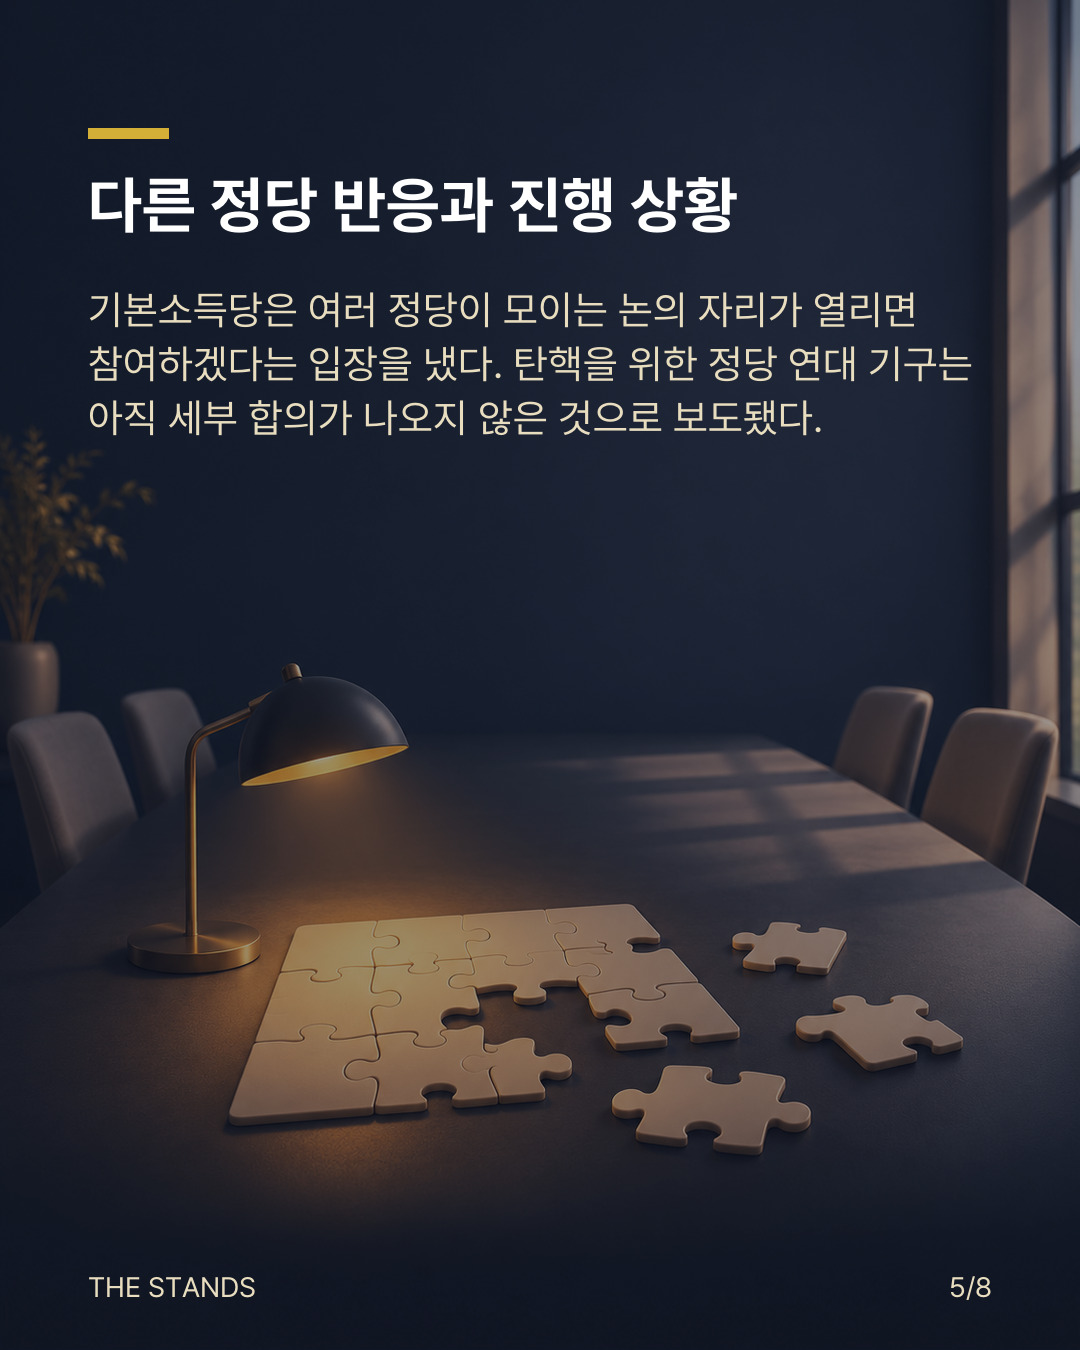 다른 정당 반응과 진행 상황
기본소득당은 여러 정당이 모이는 논의 자리가 열리면
참여하겠다는 입장을 냈다. 탄핵을 위한 정당 연대 기구는
아직 세부 합의가 나오지 않은 것으로 보도됐다.
THE STANDS
5/8